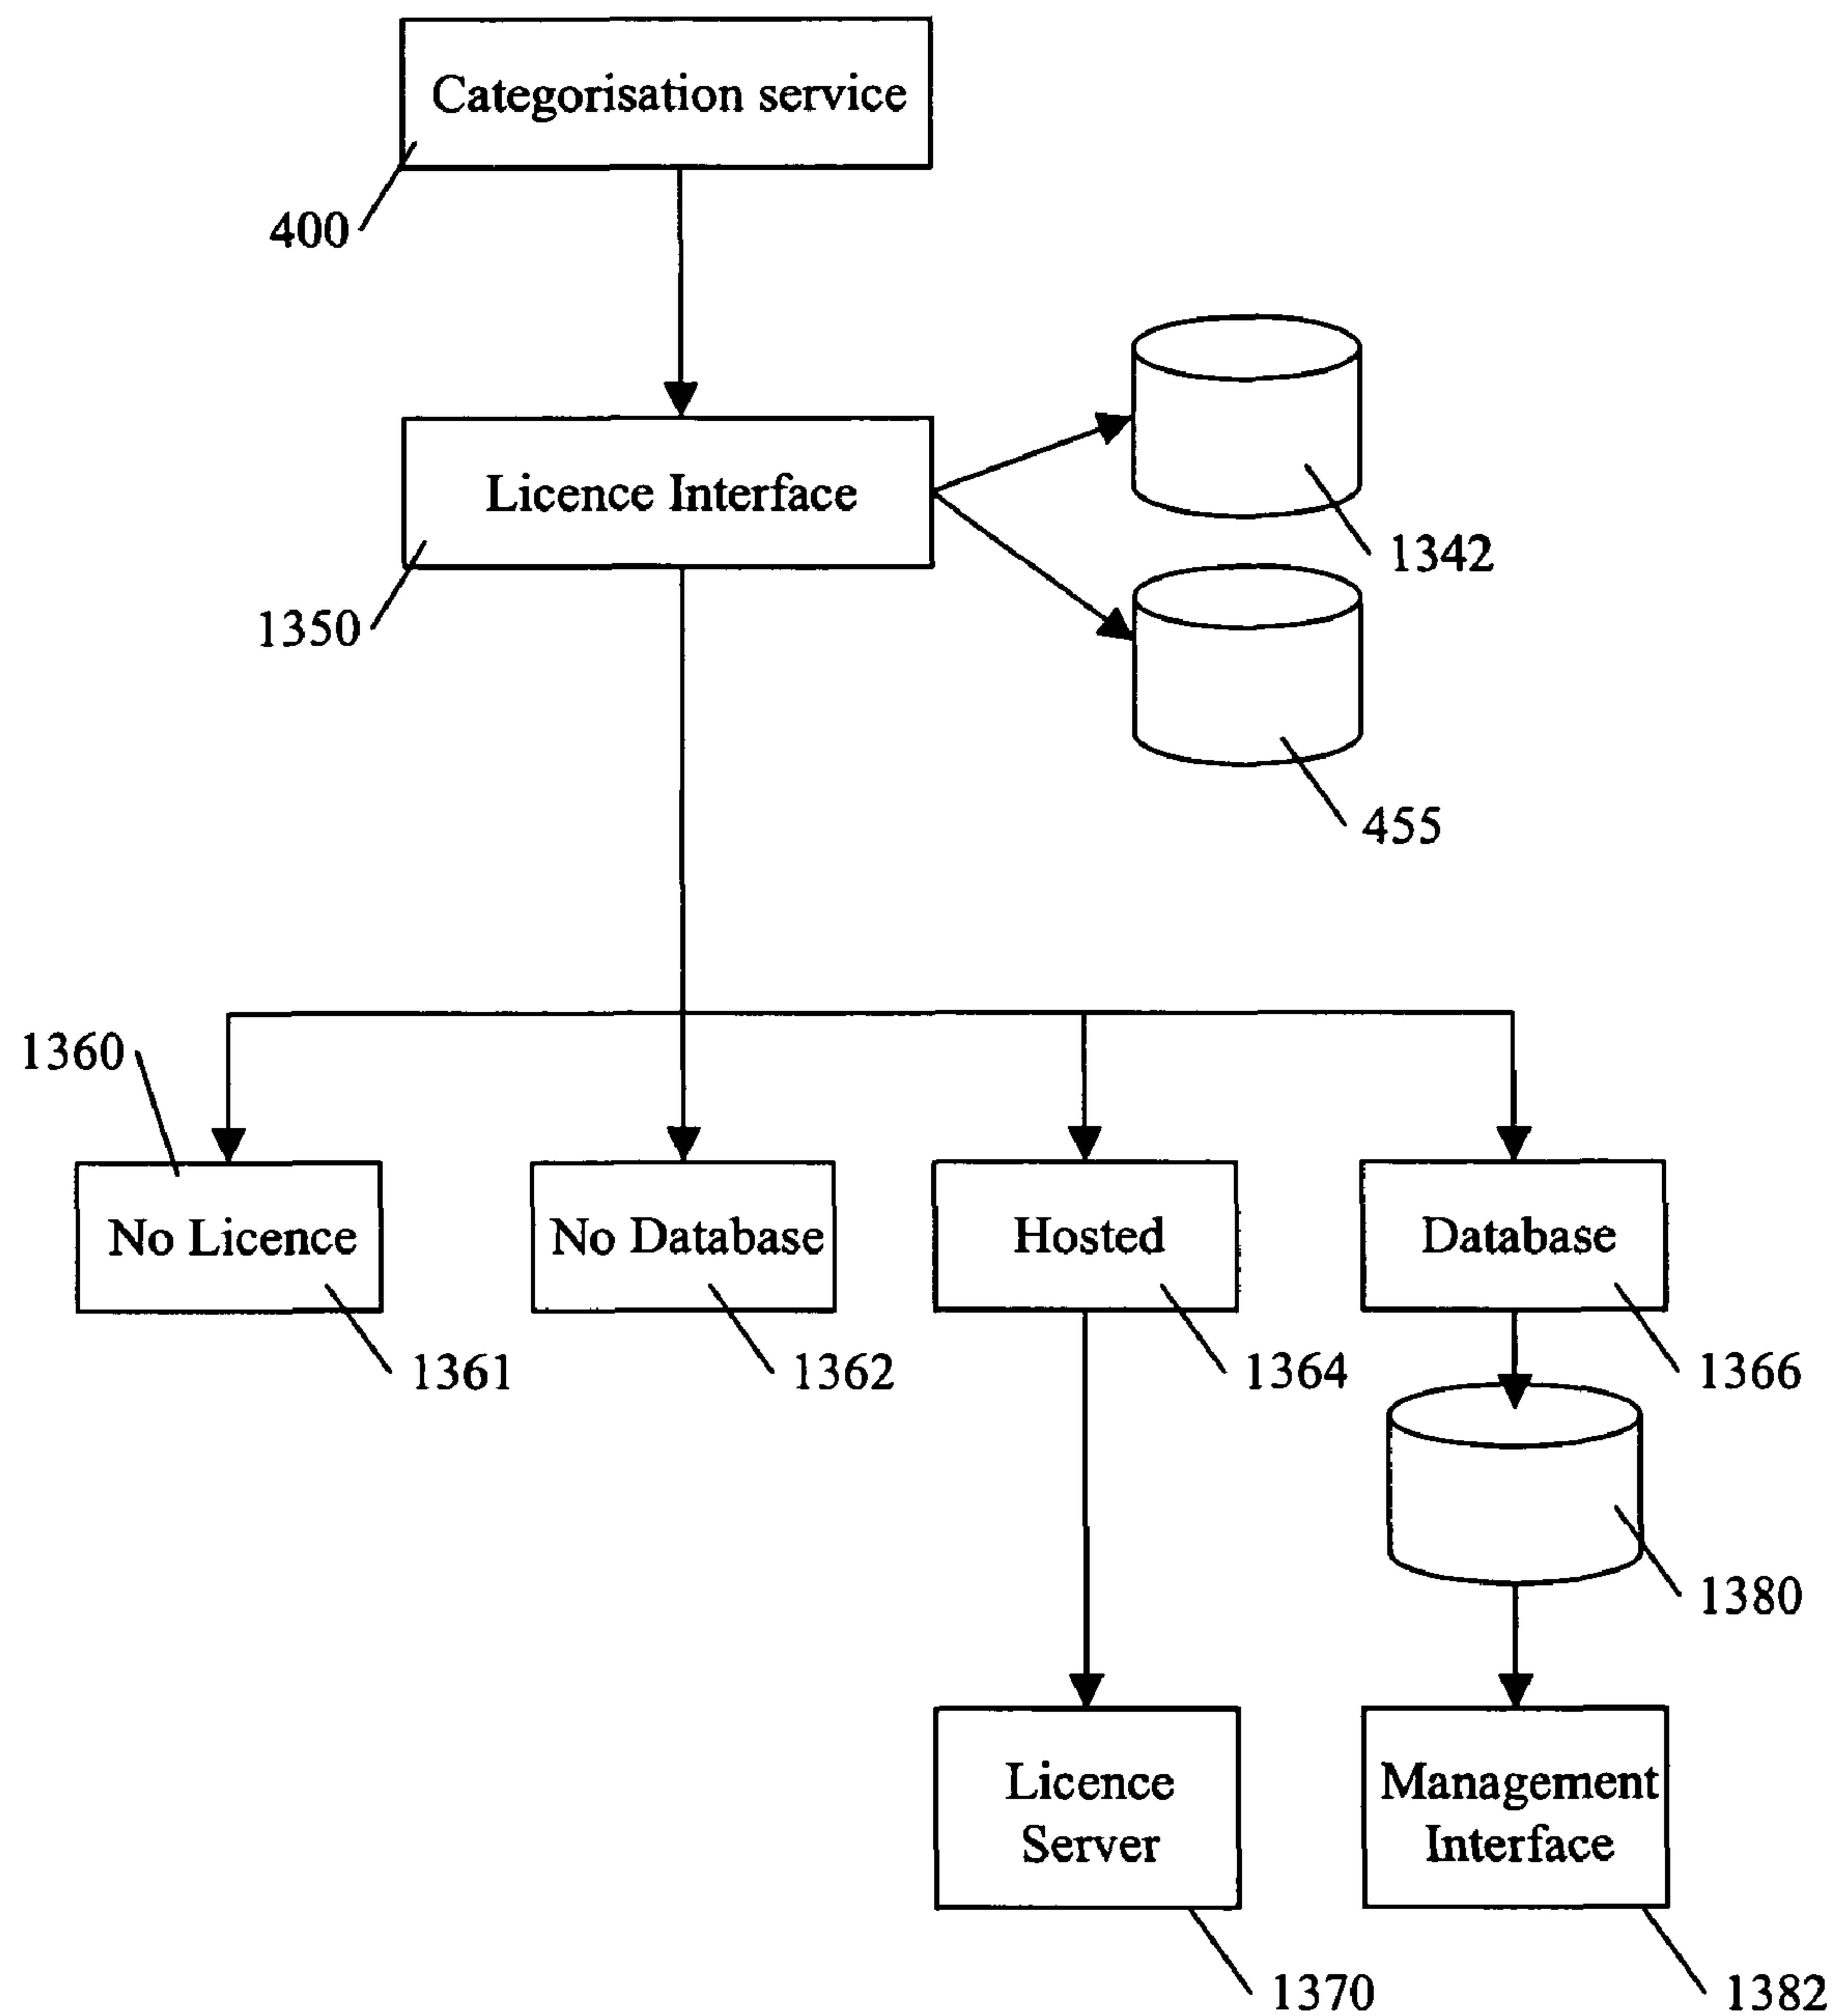 Categorisation service
400
Licence Interface
1342
1350
455
1360
No Licence
No Database
Hosted
Database
1361
1362
1364
1366
1380
Licence
Server
Management
Interface
1370
1382